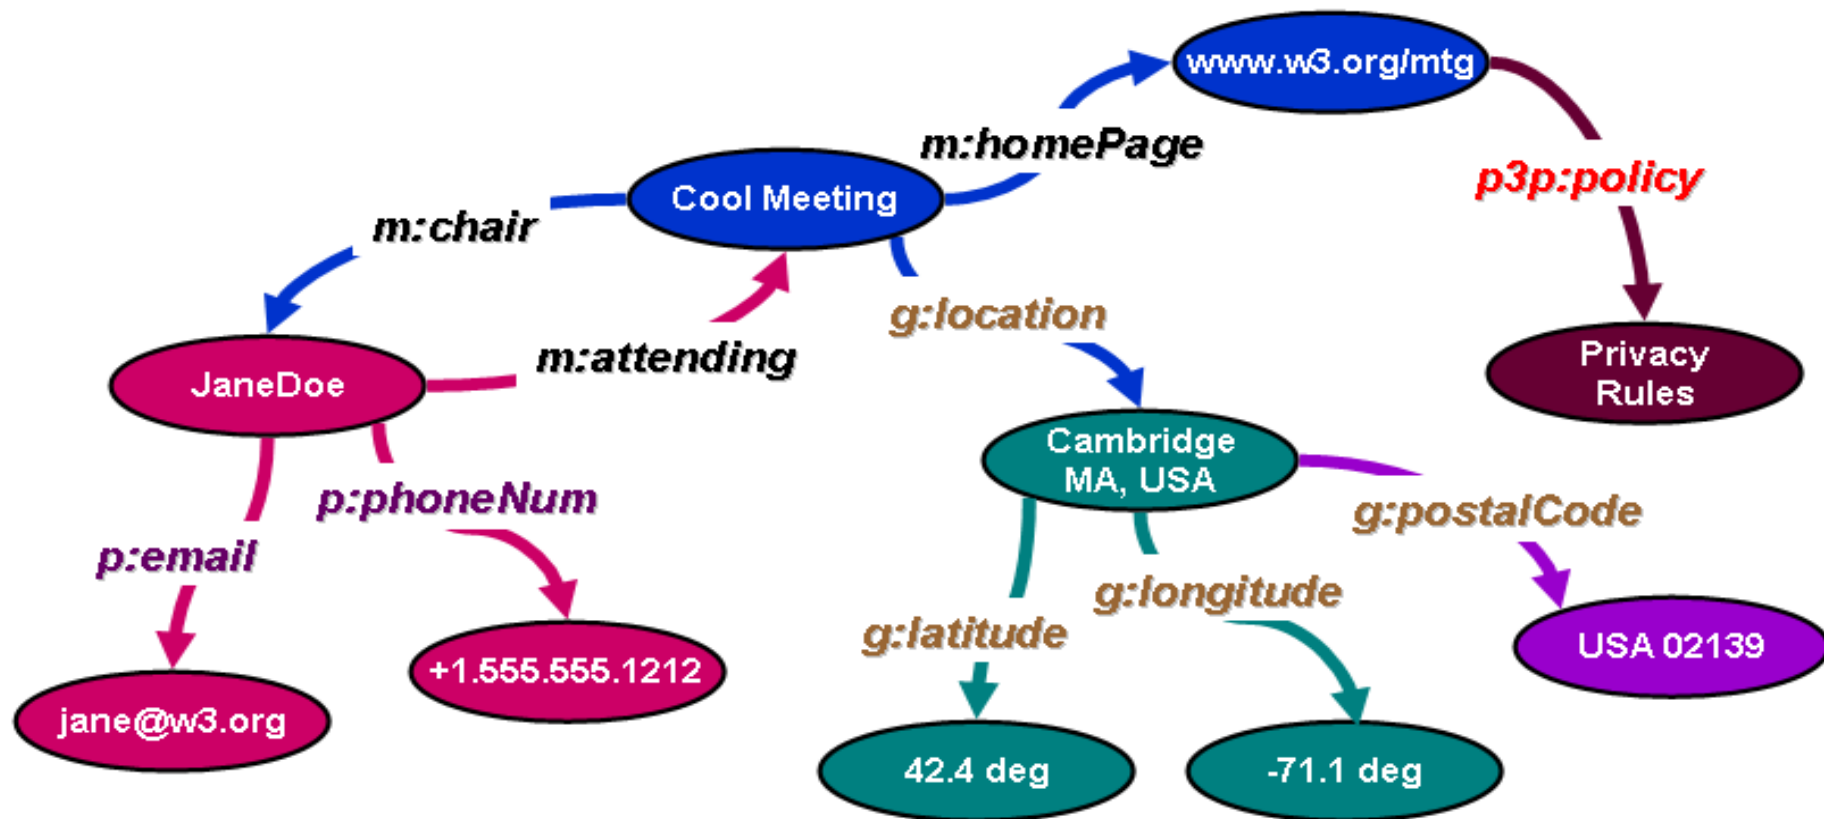 www.w3.org/mtg
m:homePage
p3p:policy
Cool Meeting
m:chair
g:location
m:attending
JaneDoe
Privacy
Rules
Cambridge
MA, USA
p:phoneNum
g:postalCode
p:email
g:longitude
g:latitude
USA 02139
+1.555.555.1212
jane@w3.org
42.4 deg
-71.1 deg